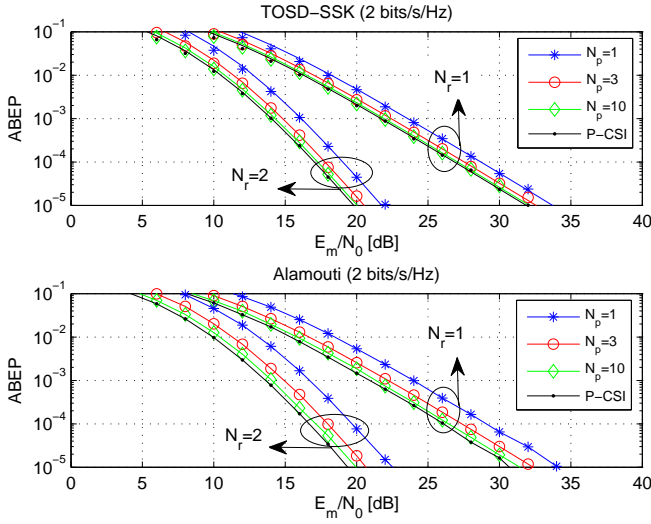 TOSD−SSK (2 bits/s/Hz)
10^-1
10^-2
10^-3
10^-4
10^-5
ABEP
N_r=1
N_r=2
N_p=1
N_p=3
N_p=10
P−CSI
0 5 10 15 20 25 30 35 40
E_m/N_0 [dB]
Alamouti (2 bits/s/Hz)
10^-1
10^-2
10^-3
10^-4
10^-5
ABEP
N_r=1
N_r=2
N_p=1
N_p=3
N_p=10
P−CSI
0 5 10 15 20 25 30 35 40
E_m/N_0 [dB]